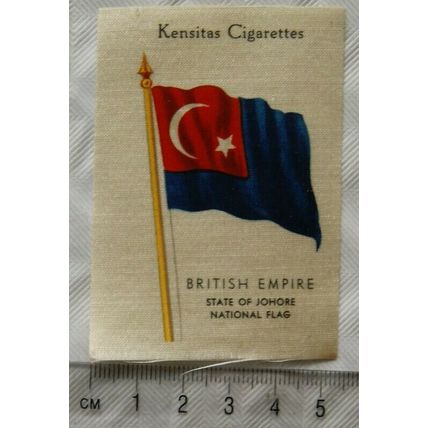 Kensitas Cigarettes
BRITISH EMPIRE
STATE OF JOHORE
NATIONAL FLAG
CM 1 2 3 4 5